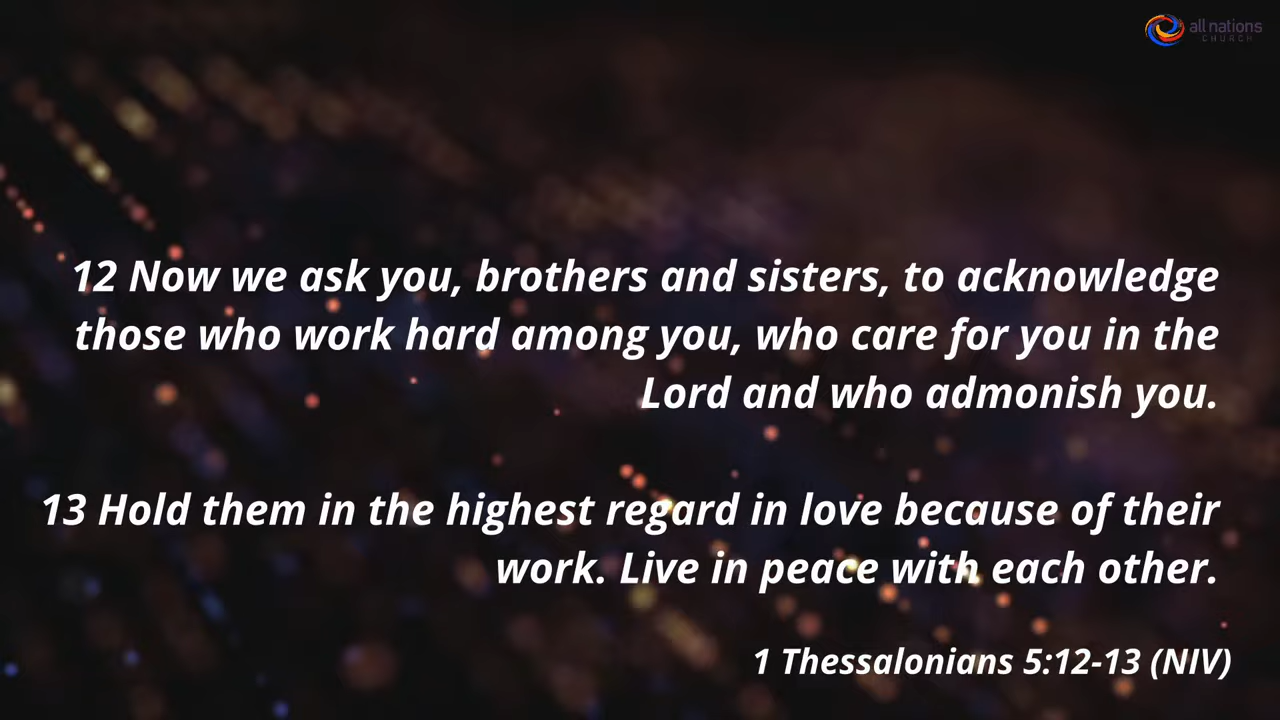 all nations
CHURCH
12 Now we ask you, brothers and sisters, to acknowledge
those who work hard among you, who care for you in the
Lord and who admonish you.
13 Hold them in the highest regard in love because of their
work. Live in peace with each other.
1 Thessalonians 5:12-13 (NIV)